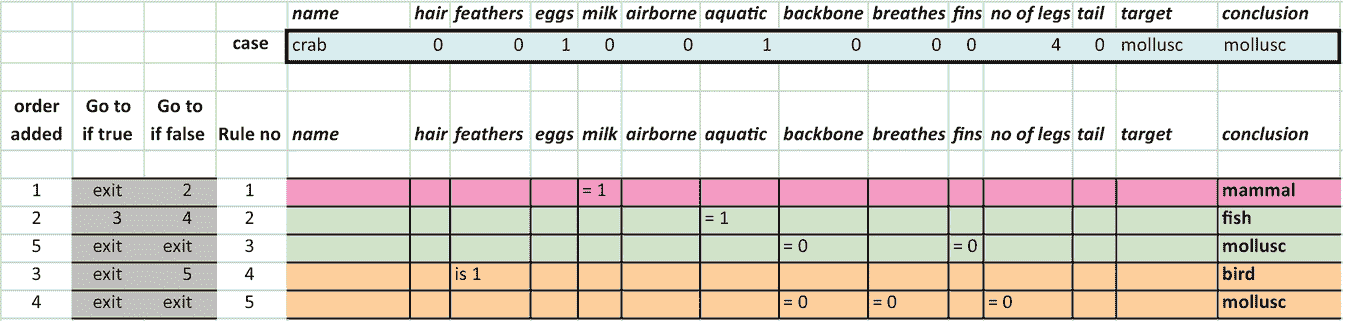 name hair feathers eggs milk airborne aquatic backbone breathes fins no of legs tail target conclusion
case crab 0 0 1 0 0 1 0 0 0 4 0 mollusc mollusc
order added Go to if true Go to if false Rule no name hair feathers eggs milk airborne aquatic backbone breathes fins no of legs tail target conclusion
1 exit 2 1 = 1 mammal
2 3 4 2 = 1 fish
5 exit exit 3 = 0 = 0 mollusc
3 exit 5 4 is 1 bird
4 exit exit 5 = 0 = 0 = 0 mollusc